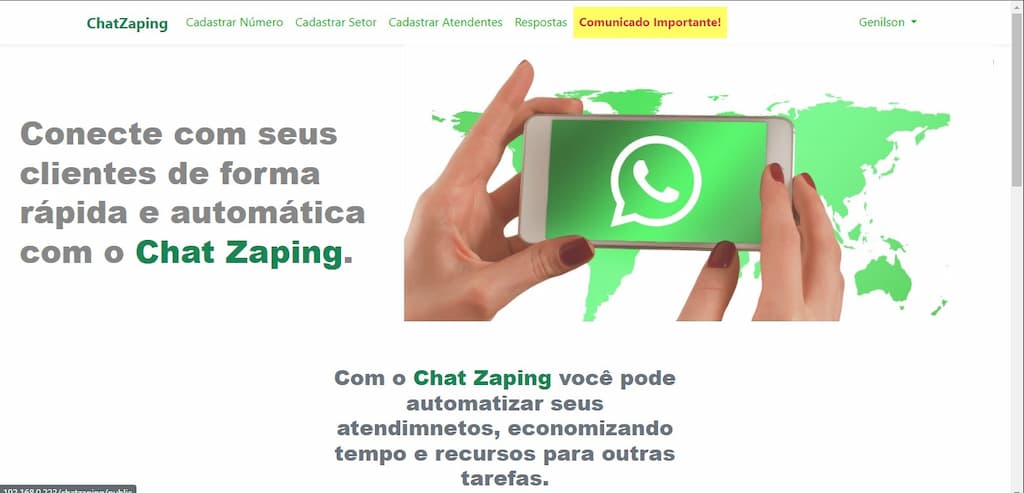 ChatZaping Cadastrar Número Cadastrar Setor Cadastrar Atendentes Respostas Comunicado Importante! Genilson
Conecte com seus
clientes de forma
rápida e automática
com o Chat Zaping.
Com o Chat Zaping você pode
automatizar seus
atendimnetos, economizando
tempo e recursos para outras
tarefas.